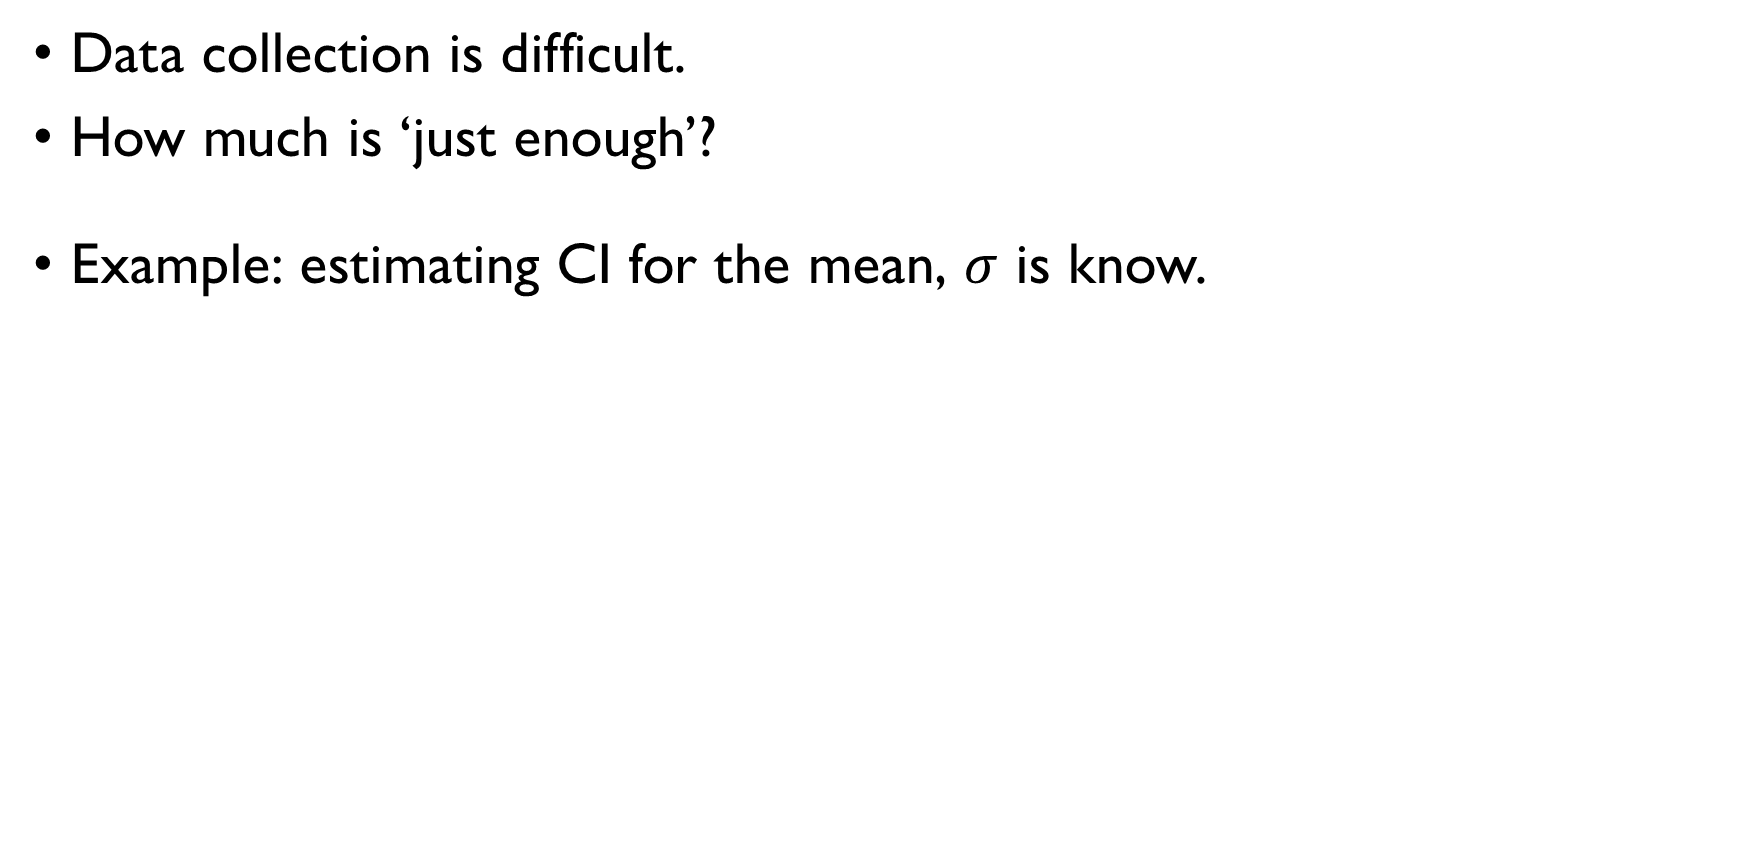 • Data collection is difficult.
• How much is ‘just enough’?
• Example: estimating CI for the mean, σ is know.